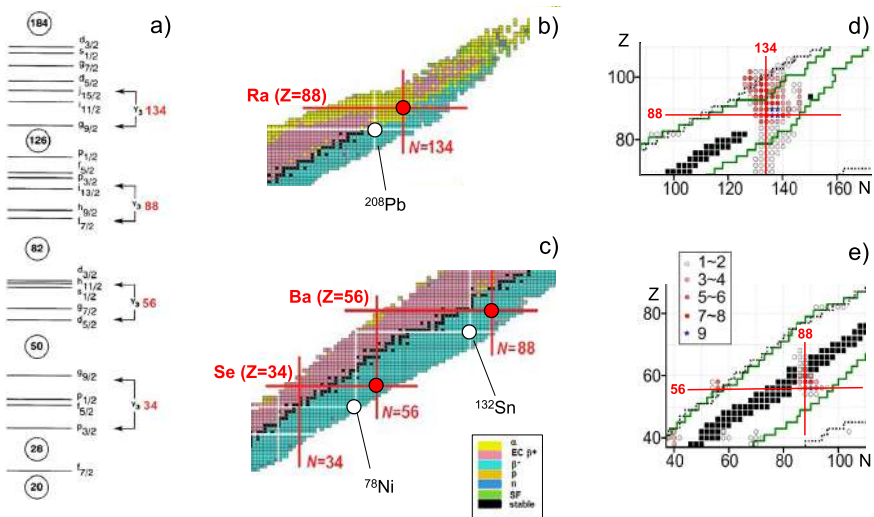 a)
184
d3/2
s1/2
g7/2
d5/2
j15/2
i11/2
Y3 134
g9/2
126
p1/2
f5/2
p3/2
i13/2
h9/2
Y3 88
f7/2
82
d3/2
h11/2
s1/2
Y3 56
g7/2
d5/2
50
g9/2
p1/2
f5/2
Y3 34
p3/2
28
f7/2
20
b)
Ra (Z=88)
N=134
208Pb
c)
Ba (Z=56)
N=88
Se (Z=34)
132Sn
N=56
N=34
78Ni
α
EC β+
β-
p
n
SF
stable
d)
Z
134
100
88
80
100 120 140 160 N
e)
1~2
3~4
5~6
7~8
9
Z
88
80
60
56
40
40 60 80 100 N